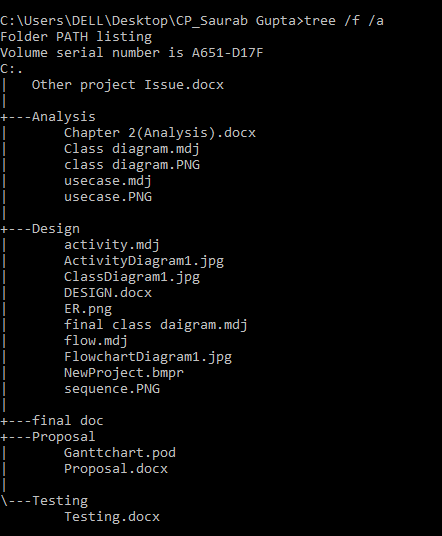 C:\Users\DELL\Desktop\CP_Saurab Gupta>tree /f /a
Folder PATH listing
Volume serial number is A651-D17F
C:.
|   Other project Issue.docx
|
+---Analysis
|       Chapter 2(Analysis).docx
|       Class diagram.mdj
|       class diagram.PNG
|       usecase.mdj
|       usecase.PNG
|
+---Design
|       activity.mdj
|       ActivityDiagram1.jpg
|       ClassDiagram1.jpg
|       DESIGN.docx
|       ER.png
|       final class daigram.mdj
|       flow.mdj
|       FlowchartDiagram1.jpg
|       NewProject.bmpr
|       sequence.PNG
|
+---final doc
+---Proposal
|       Ganttchart.pod
|       Proposal.docx
|
\---Testing
        Testing.docx